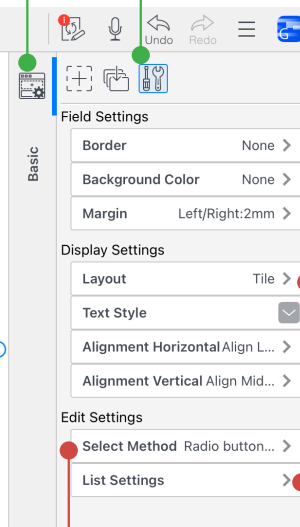 Undo Redo
Basic
Field Settings
Border None
Background Color None
Margin Left/Right:2mm
Display Settings
Layout Tile
Text Style
Alignment Horizontal Align L...
Alignment Vertical Align Mid...
Edit Settings
Select Method Radio button...
List Settings